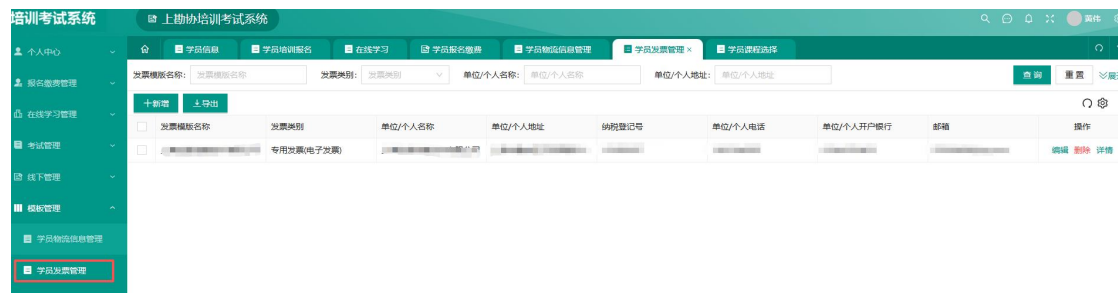 培训考试系统
上勘协培训考试系统
黄伟
个人中心
学员信息
学员培训报名
在线学习
学员报名缴费
学员物流信息管理
学员发票管理 ×
学员课程选择
报名缴费管理
发票模版名称: 发票模版名称
发票类别: 发票类别
单位/个人名称: 单位/个人名称
单位/个人地址: 单位/个人地址
查询
重置
在线学习管理
+新增
导出
发票模版名称
发票类别
单位/个人名称
单位/个人地址
纳税登记号
单位/个人电话
单位/个人开户银行
邮箱
操作
考试管理
专用发票(电子发票)
编辑 删除 详情
线下管理
模板管理
学员物流信息管理
学员发票管理